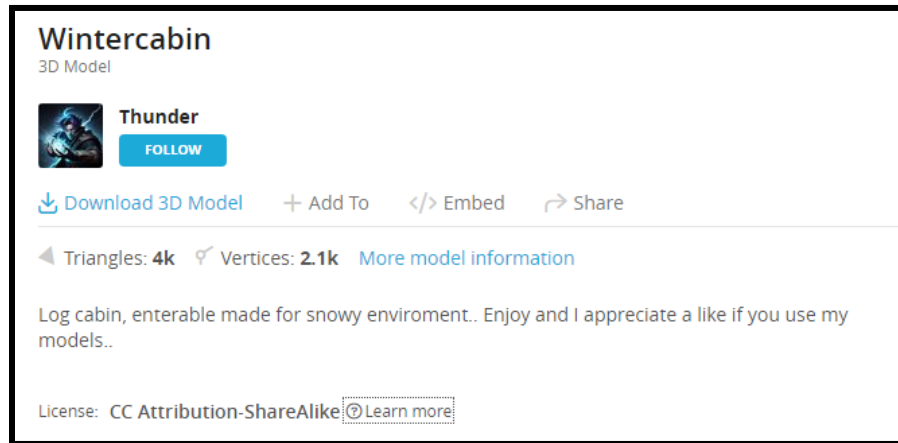 Wintercabin
3D Model
Thunder
FOLLOW
Download 3D Model Add To </> Embed Share
Triangles: 4k Vertices: 2.1k More model information
Log cabin, enterable made for snowy enviroment.. Enjoy and I appreciate a like if you use my
models..
License: CC Attribution-ShareAlike ? Learn more